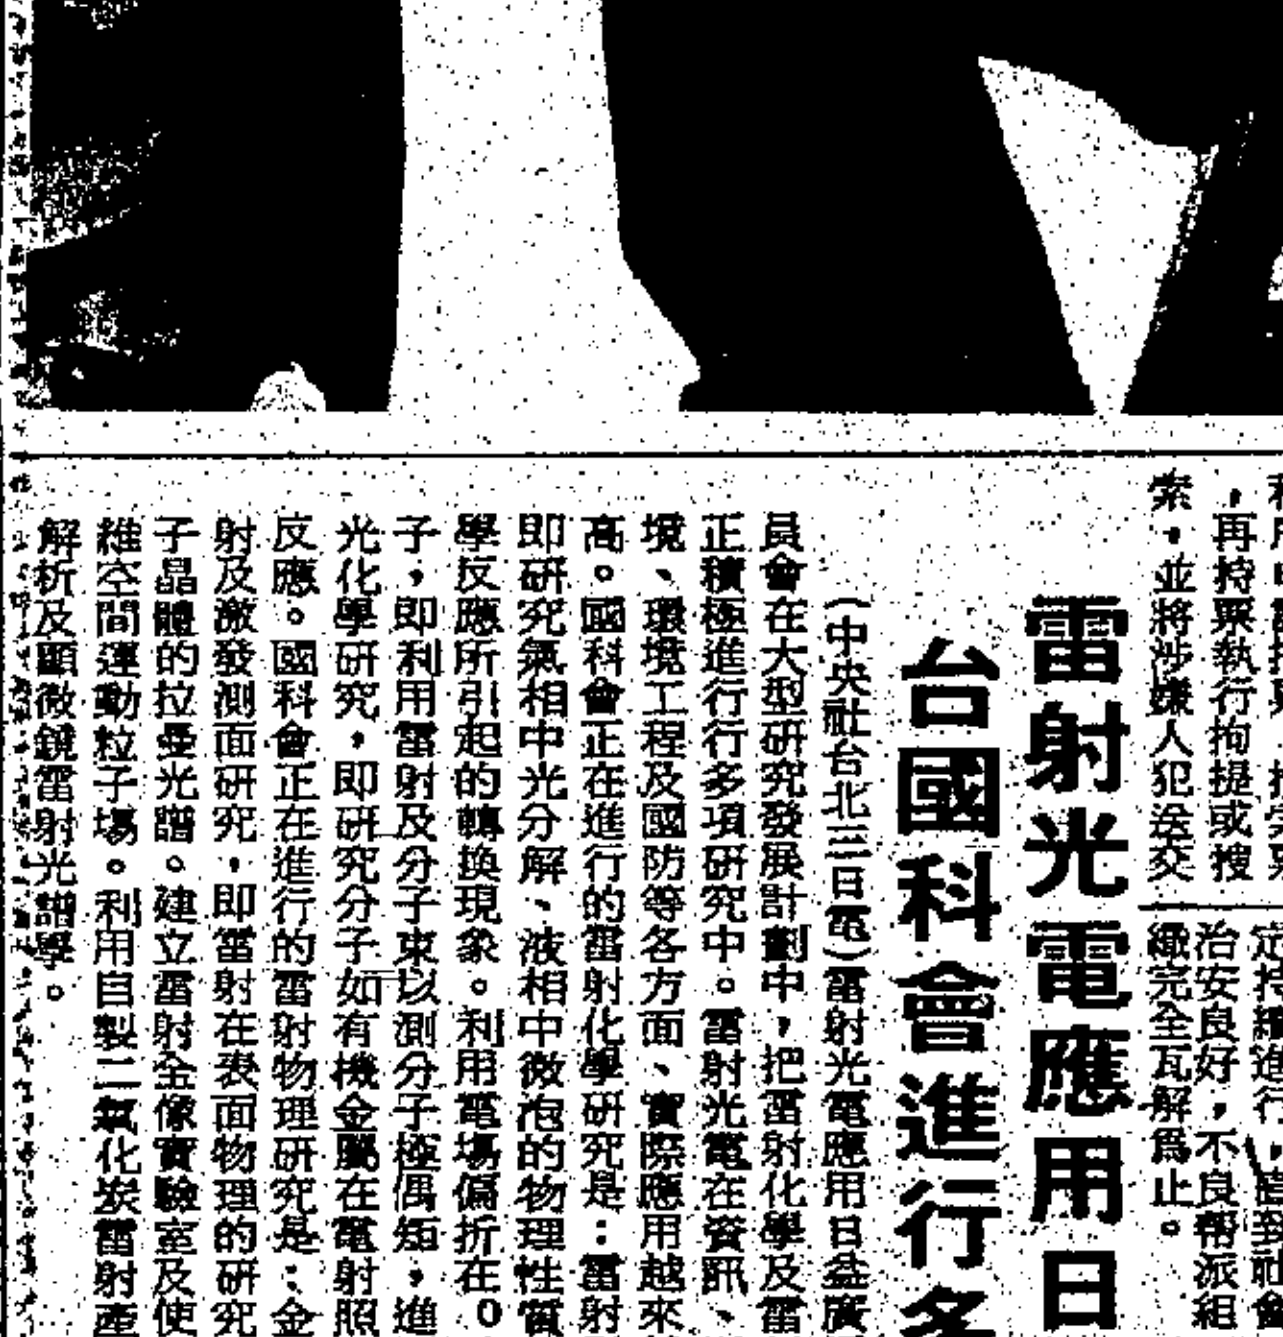 索，並將涉嫌人犯送交
，再持票執行拘提或搜
治安良好，不良幫派組
織完全瓦解為止。
雷射光電應用日
台國科會進行多
（中央社台北三日電）雷射光電應用日益廣
員會在大型研究發展計劃中，把雷射化學及雷
正積極進行行多項研究中。雷射光電在資訊、
境、環境工程及國防等各方面、實際應用越來
高。國科會正在進行的雷射化學研究是：雷射
即研究氣相中光分解、液相中微泡的物理性質
學反應所引起的轉換現象。利用電場偏折在0
子，即利用雷射及分子束以測分子極偶矩，進
光化學研究，即研究分子如有機金屬在電射照
反應。國科會正在進行的雷射物理研究是：金
射及激發測面研究，即雷射在表面物理的研究
子晶體的拉曼光譜。建立雷射全像實驗室及使
維空間運動粒子場。利用自製二氧化炭雷射產
解析及顯微鏡雷射光譜學。